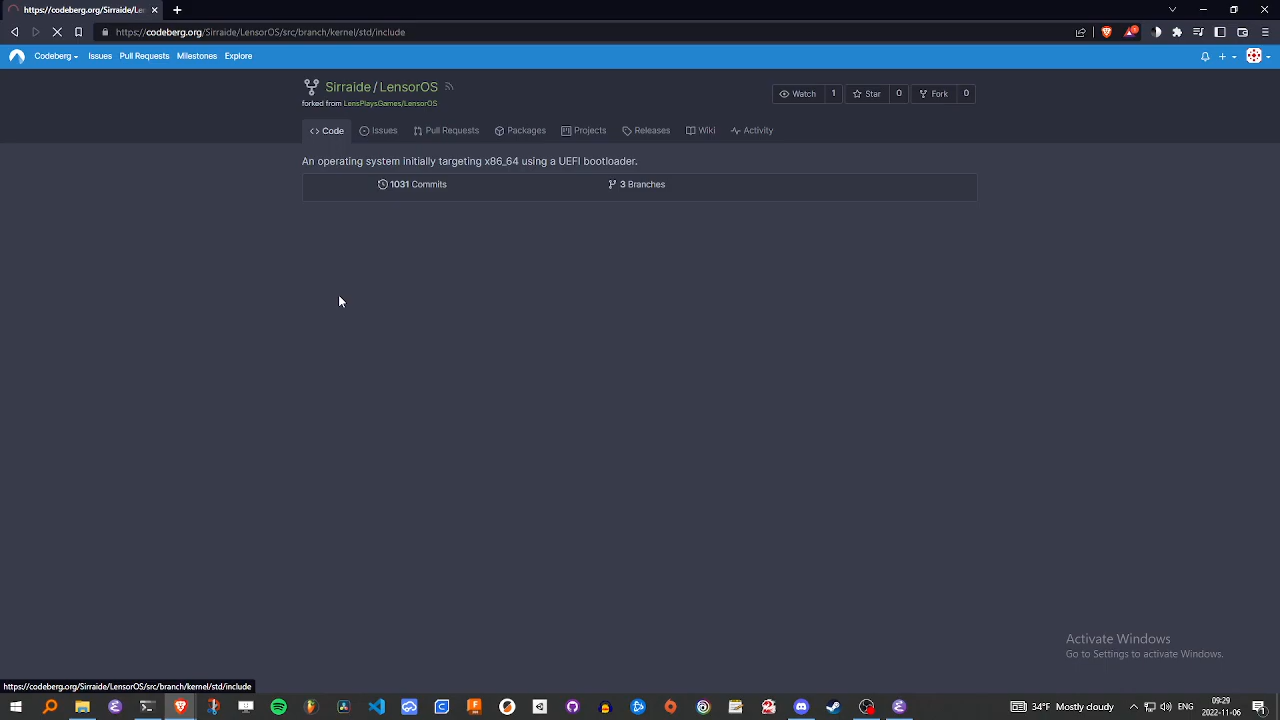 https://codeberg.org/Sirraide/Len
https://codeberg.org/Sirraide/LensorOS/src/branch/kernel/std/include
Codeberg Issues Pull Requests Milestones Explore
Sirraide / LensorOS
Watch 1 Star 0 Fork 0
forked from LensPlaysGames/LensorOS
Code Issues Pull Requests Packages Projects Releases Wiki Activity
An operating system initially targeting x86_64 using a UEFI bootloader.
1031 Commits 3 Branches
Activate Windows
Go to Settings to activate Windows.
https://codeberg.org/Sirraide/LensorOS/src/branch/kernel/std/include
34°F Mostly cloudy ENG 09:29
2022-11-06